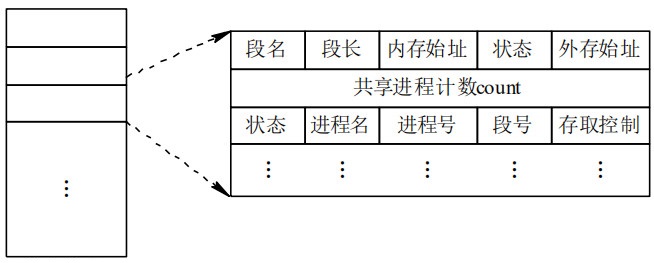 段名 段长 内存始址 状态 外存始址
共享进程计数count
状态 进程名 进程号 段号 存取控制
⋮ ⋮ ⋮ ⋮ ⋮ ⋮